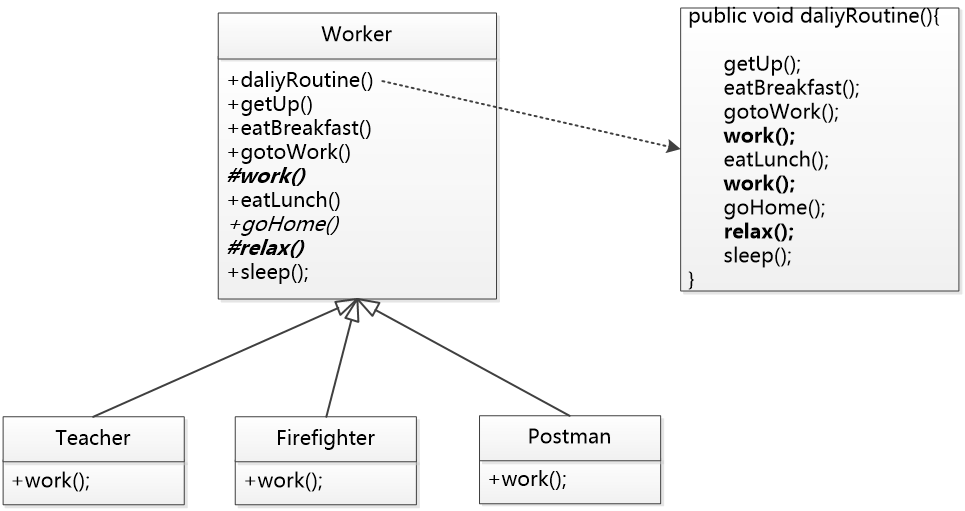 Worker
+daliyRoutine()
+getUp()
+eatBreakfast()
+gotoWork()
#work()
+eatLunch()
+goHome()
#relax()
+sleep();
public void daliyRoutine(){
getUp();
eatBreakfast();
gotoWork();
work();
eatLunch();
work();
goHome();
relax();
sleep();
}
Teacher
+work();
Firefighter
+work();
Postman
+work();